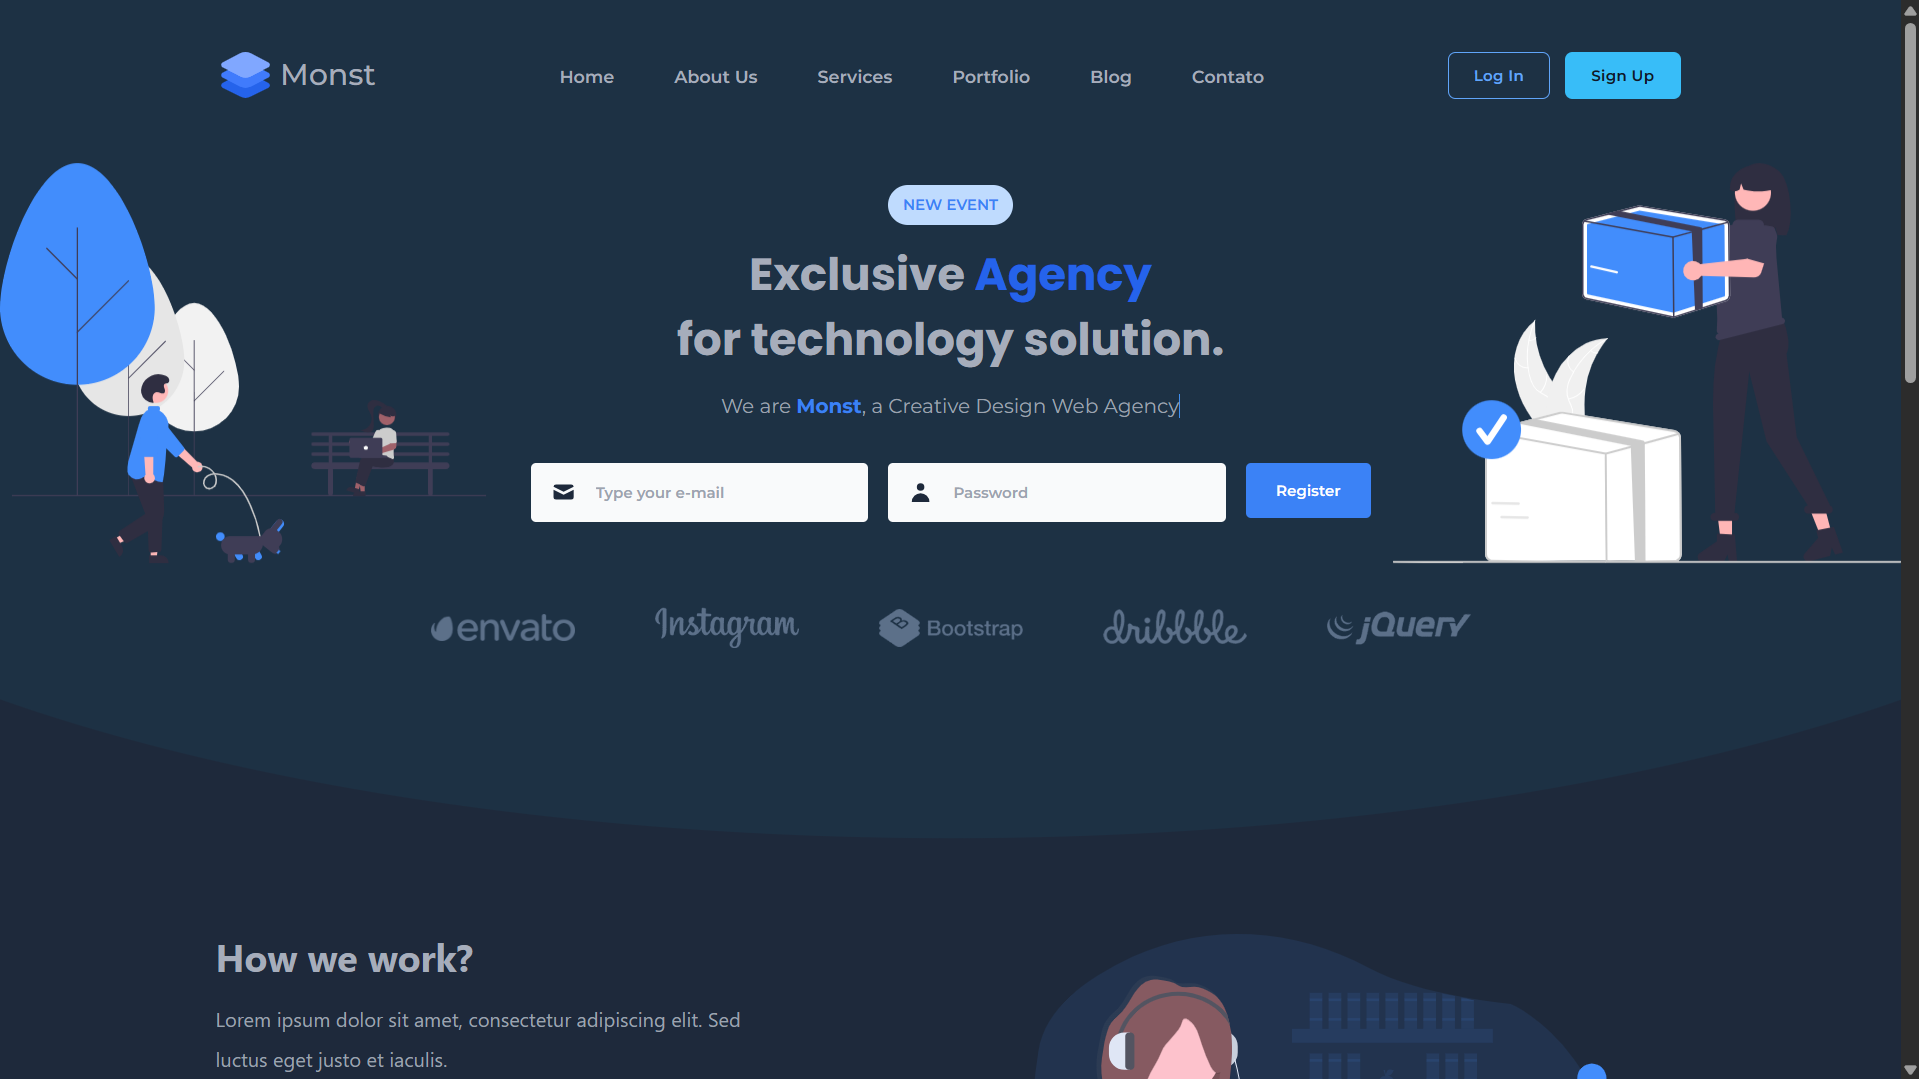 Monst
Home About Us Services Portfolio Blog Contato
Log In Sign Up
NEW EVENT
Exclusive Agency
for technology solution.
We are Monst, a Creative Design Web Agency
Type your e-mail Password Register
envato Instagram Bootstrap dribbble jQuery
How we work?
Lorem ipsum dolor sit amet, consectetur adipiscing elit. Sed
luctus eget justo et iaculis.